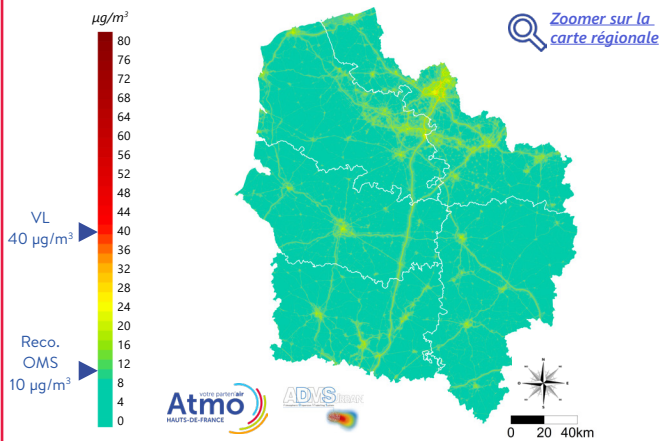 µg/m³
80
76
72
68
64
60
56
52
48
44
40
36
32
28
24
20
16
12
8
4
0
VL
40 µg/m³
Reco.
OMS
10 µg/m³
Zoomer sur la
carte régionale
votre parten'air
Atmo
HAUTS-DE-FRANCE
ADMS
URBAN
N
0 20 40km